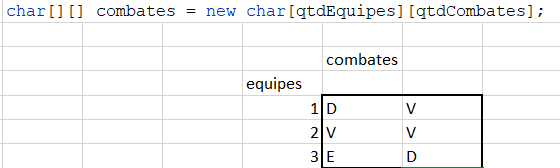 char[][] combates = new char[qtdEquipes][qtdCombates];
combates
equipes
1 D V
2 V V
3 E D